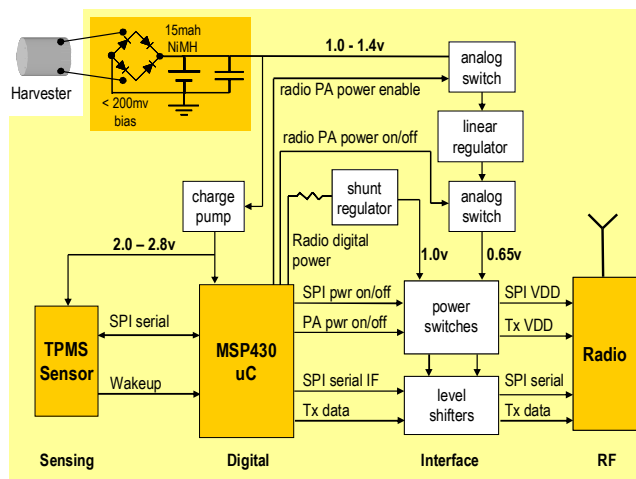 15mah
NiMH
1.0 - 1.4v
analog
switch
Harvester
< 200mv
bias
radio PA power enable
linear
regulator
radio PA power on/off
charge
pump
shunt
regulator
analog
switch
Radio digital
power
1.0v
0.65v
2.0 – 2.8v
SPI pwr on/off
SPI VDD
power
switches
SPI serial
PA pwr on/off
Tx VDD
TPMS
Sensor
MSP430
uC
Radio
Wakeup
SPI serial IF
SPI serial
level
shifters
Tx data
Tx data
Sensing
Digital
Interface
RF